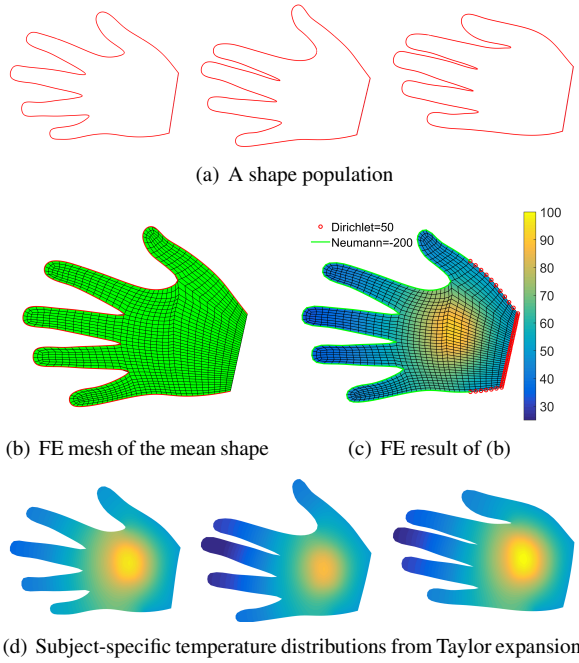 (a) A shape population
Dirichlet=50
Neumann=-200
100
90
80
70
60
50
40
30
(b) FE mesh of the mean shape
(c) FE result of (b)
(d) Subject-specific temperature distributions from Taylor expansion